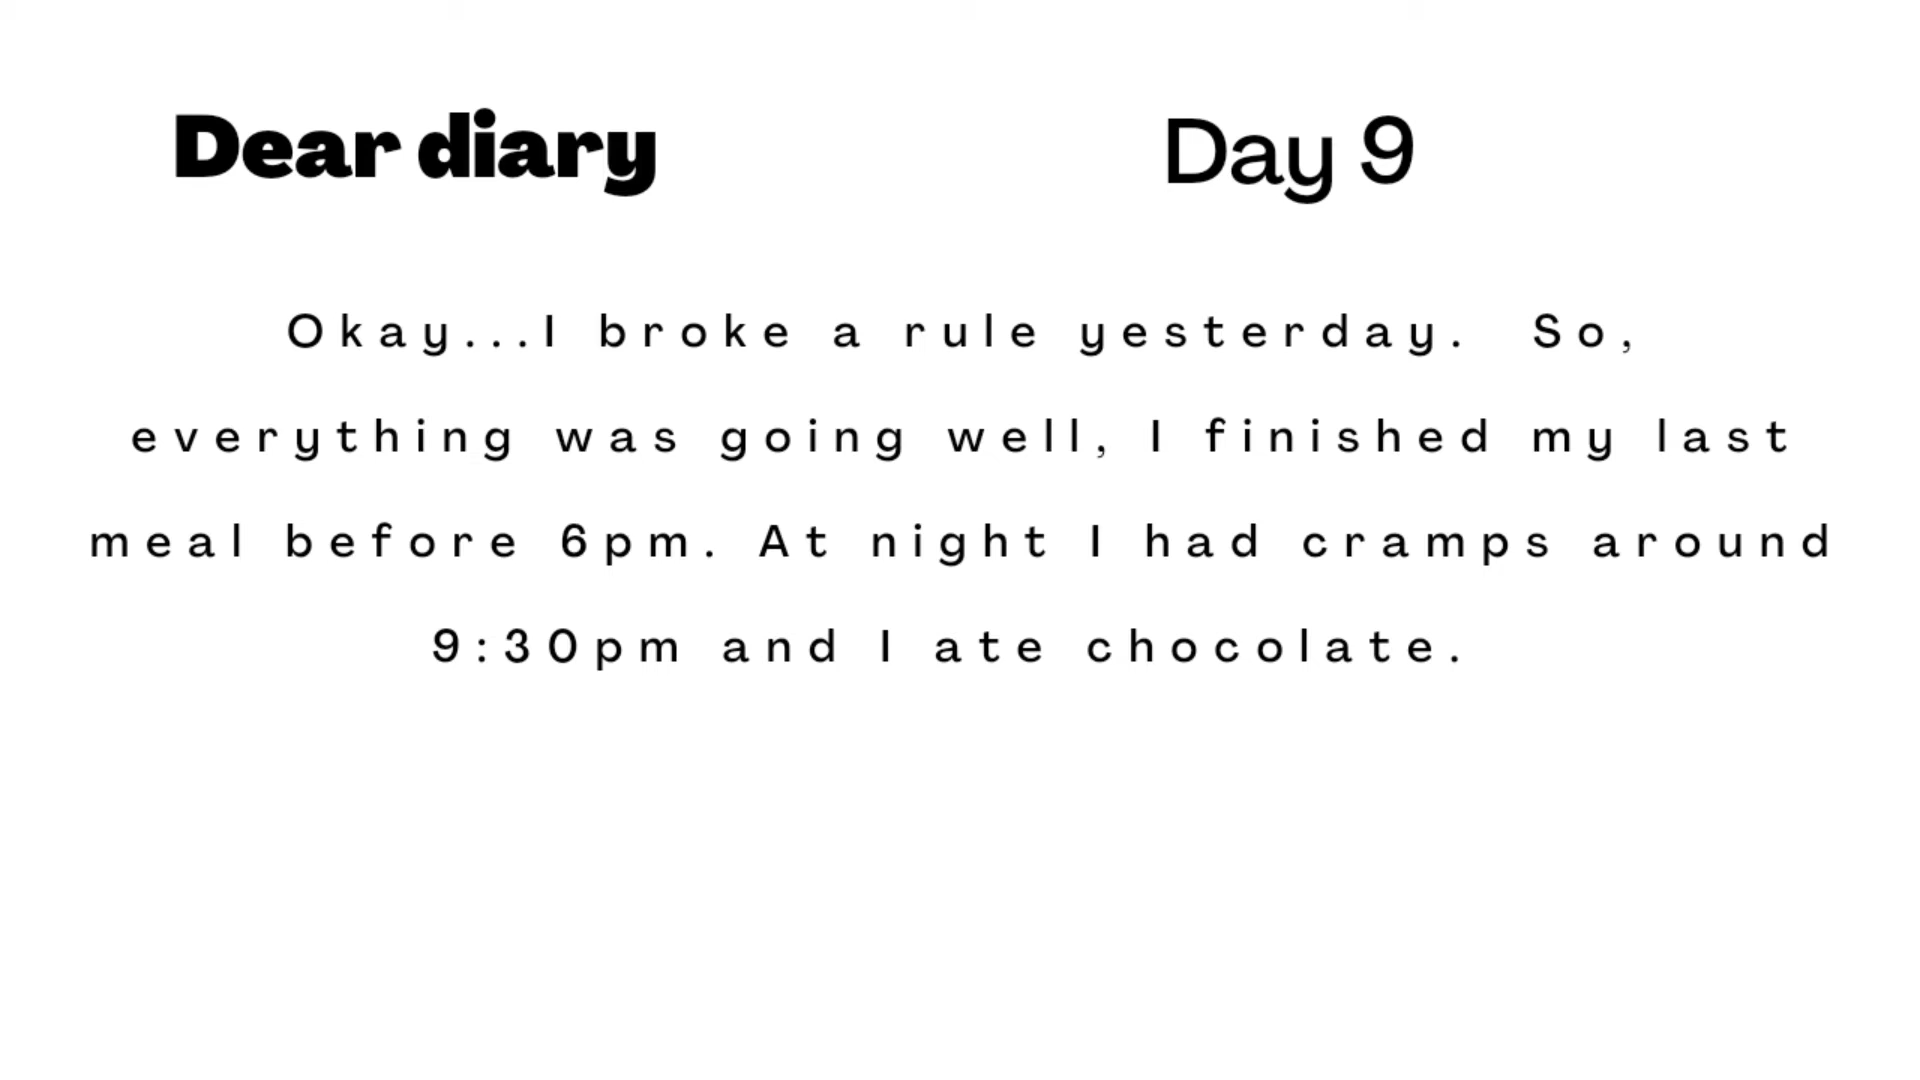 Dear diary
Day 9
Okay...I broke a rule yesterday. So,
everything was going well, I finished my last
meal before 6pm. At night I had cramps around
9:30pm and I ate chocolate.